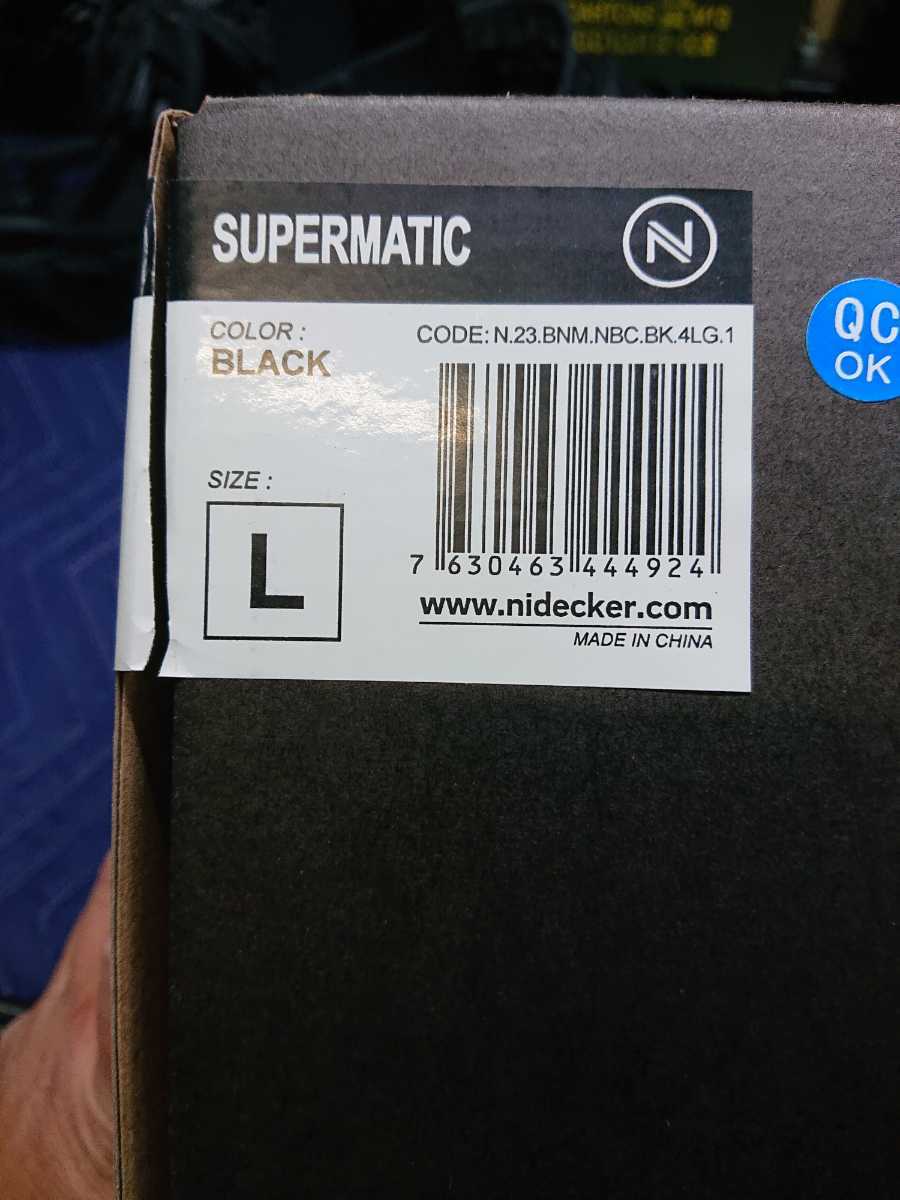 SUPERMATIC
N
COLOR :
BLACK
CODE: N.23.BNM.NBC.BK.4LG.1
QC
OK
SIZE :
L
7 630463 444924
www.nidecker.com
MADE IN CHINA